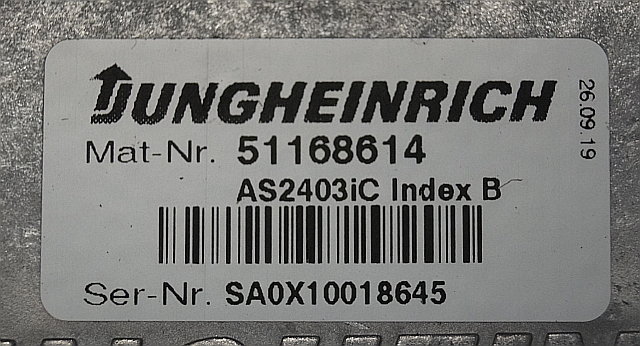 JUNGHEINRICH
26.09.19
Mat-Nr. 51168614
AS2403iC Index B
Ser-Nr. SA0X10018645